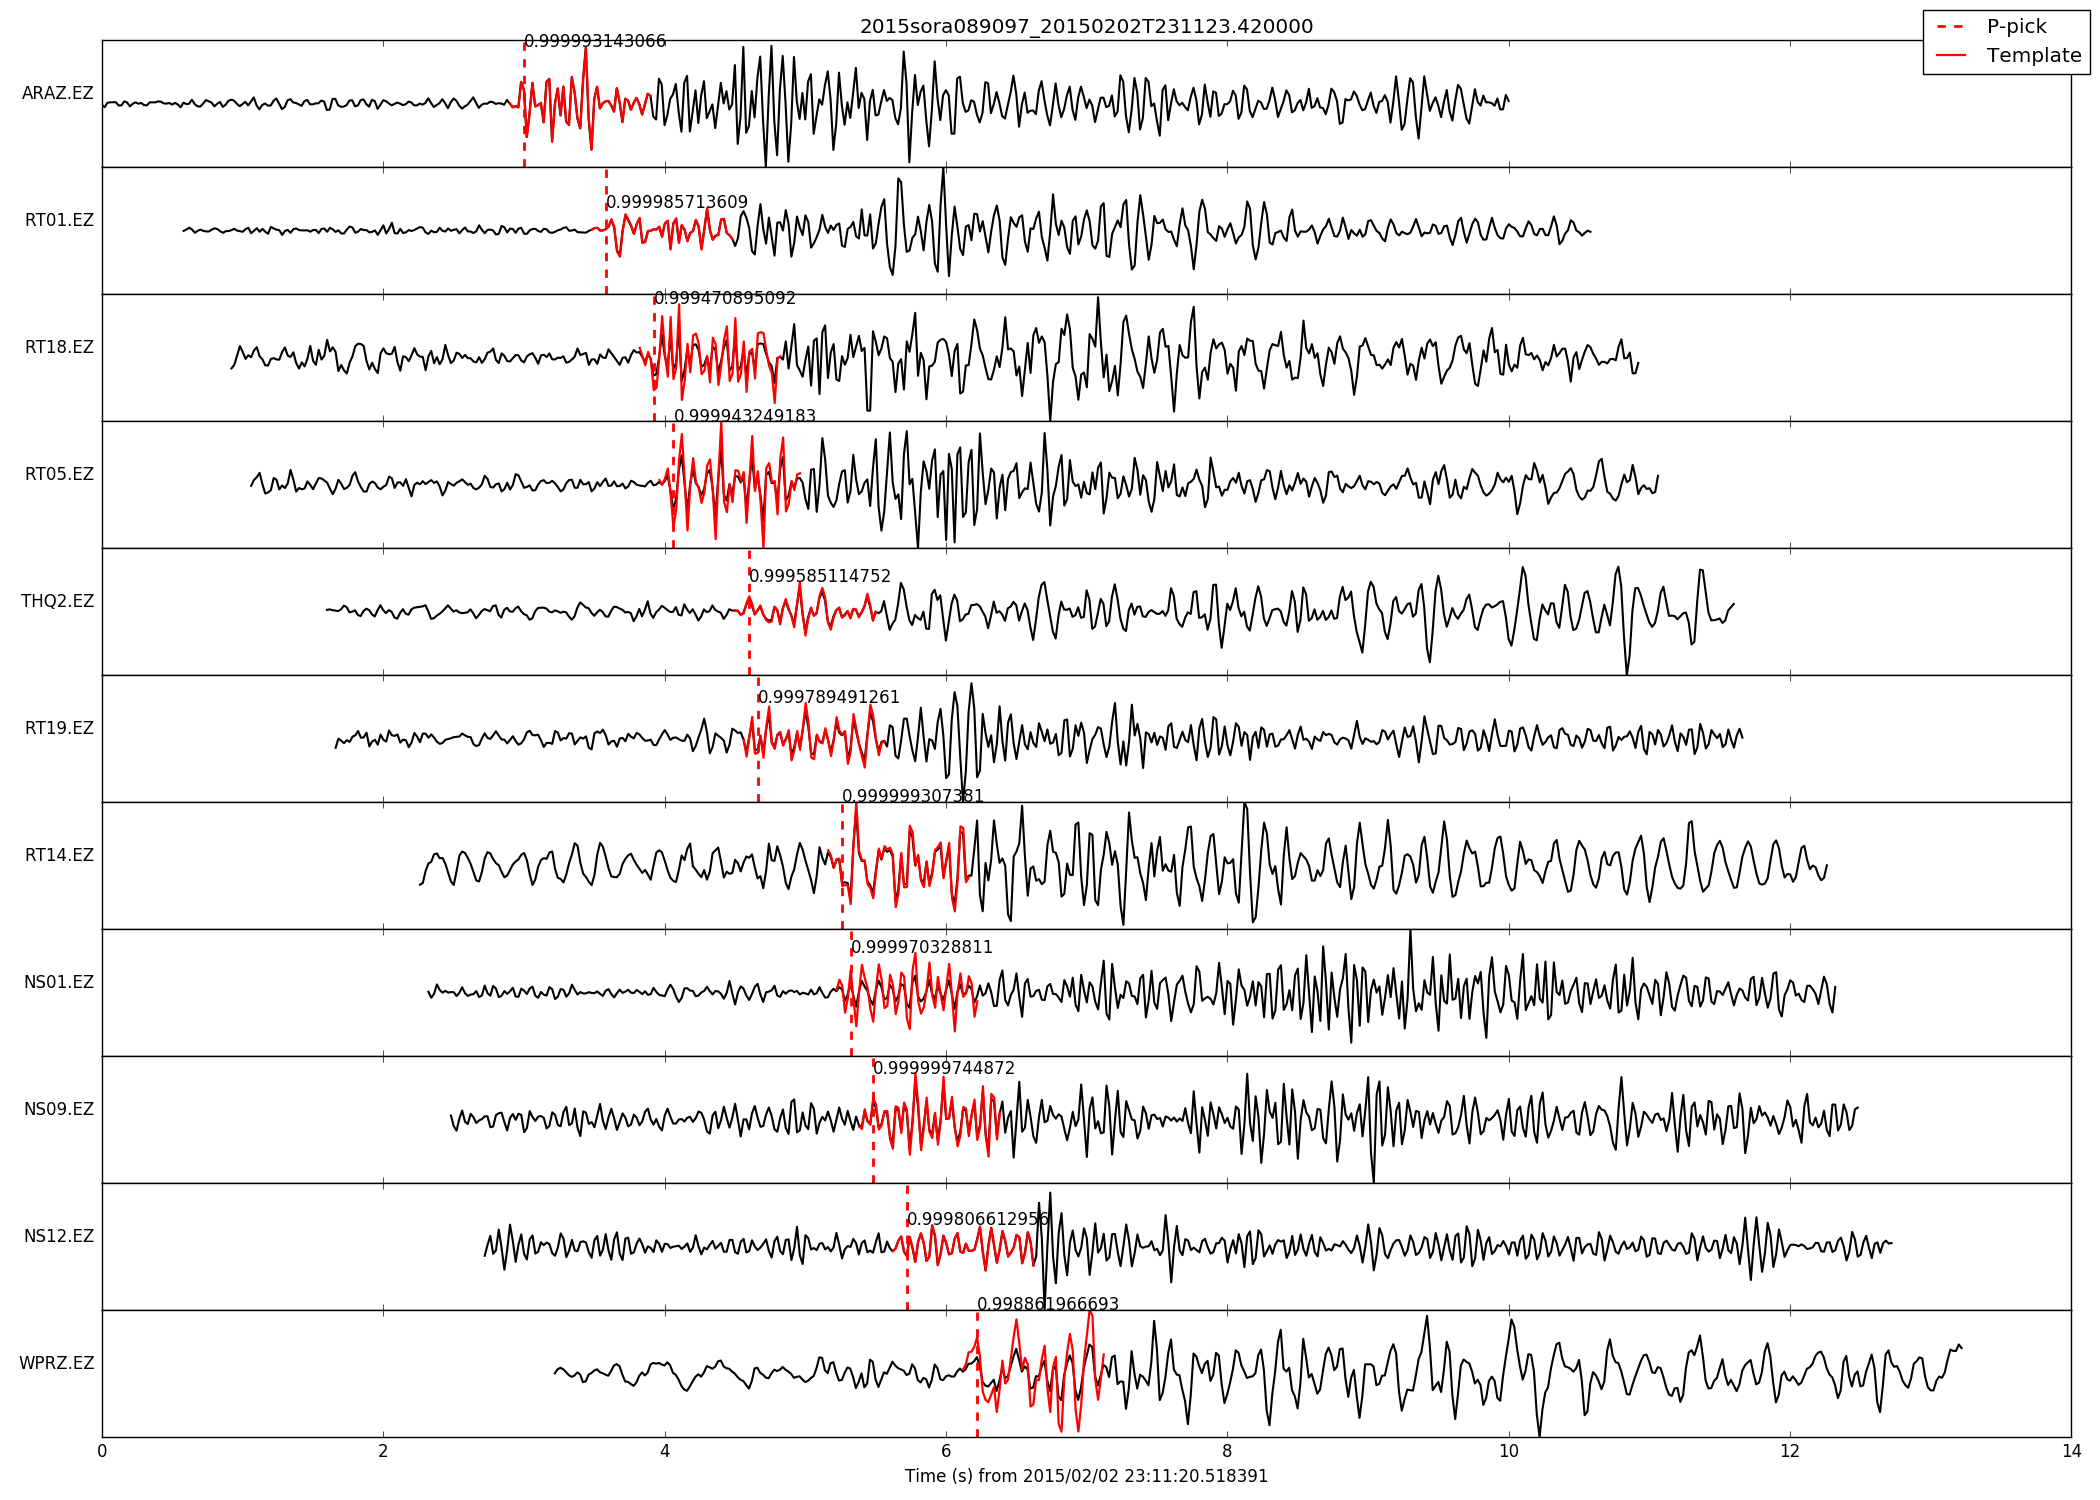 2015sora089097_20150202T231123.420000
P-pick
Template
ARAZ.EZ
0.999993143066
RT01.EZ
0.999985713609
RT18.EZ
0.999470895092
RT05.EZ
0.999943249183
THQ2.EZ
0.999585114752
RT19.EZ
0.999789491261
RT14.EZ
0.999999307381
NS01.EZ
0.999970328811
NS09.EZ
0.999999744872
NS12.EZ
0.999806612956
WPRZ.EZ
0.998861966693
0 2 4 6 8 10 12 14
Time (s) from 2015/02/02 23:11:20.518391